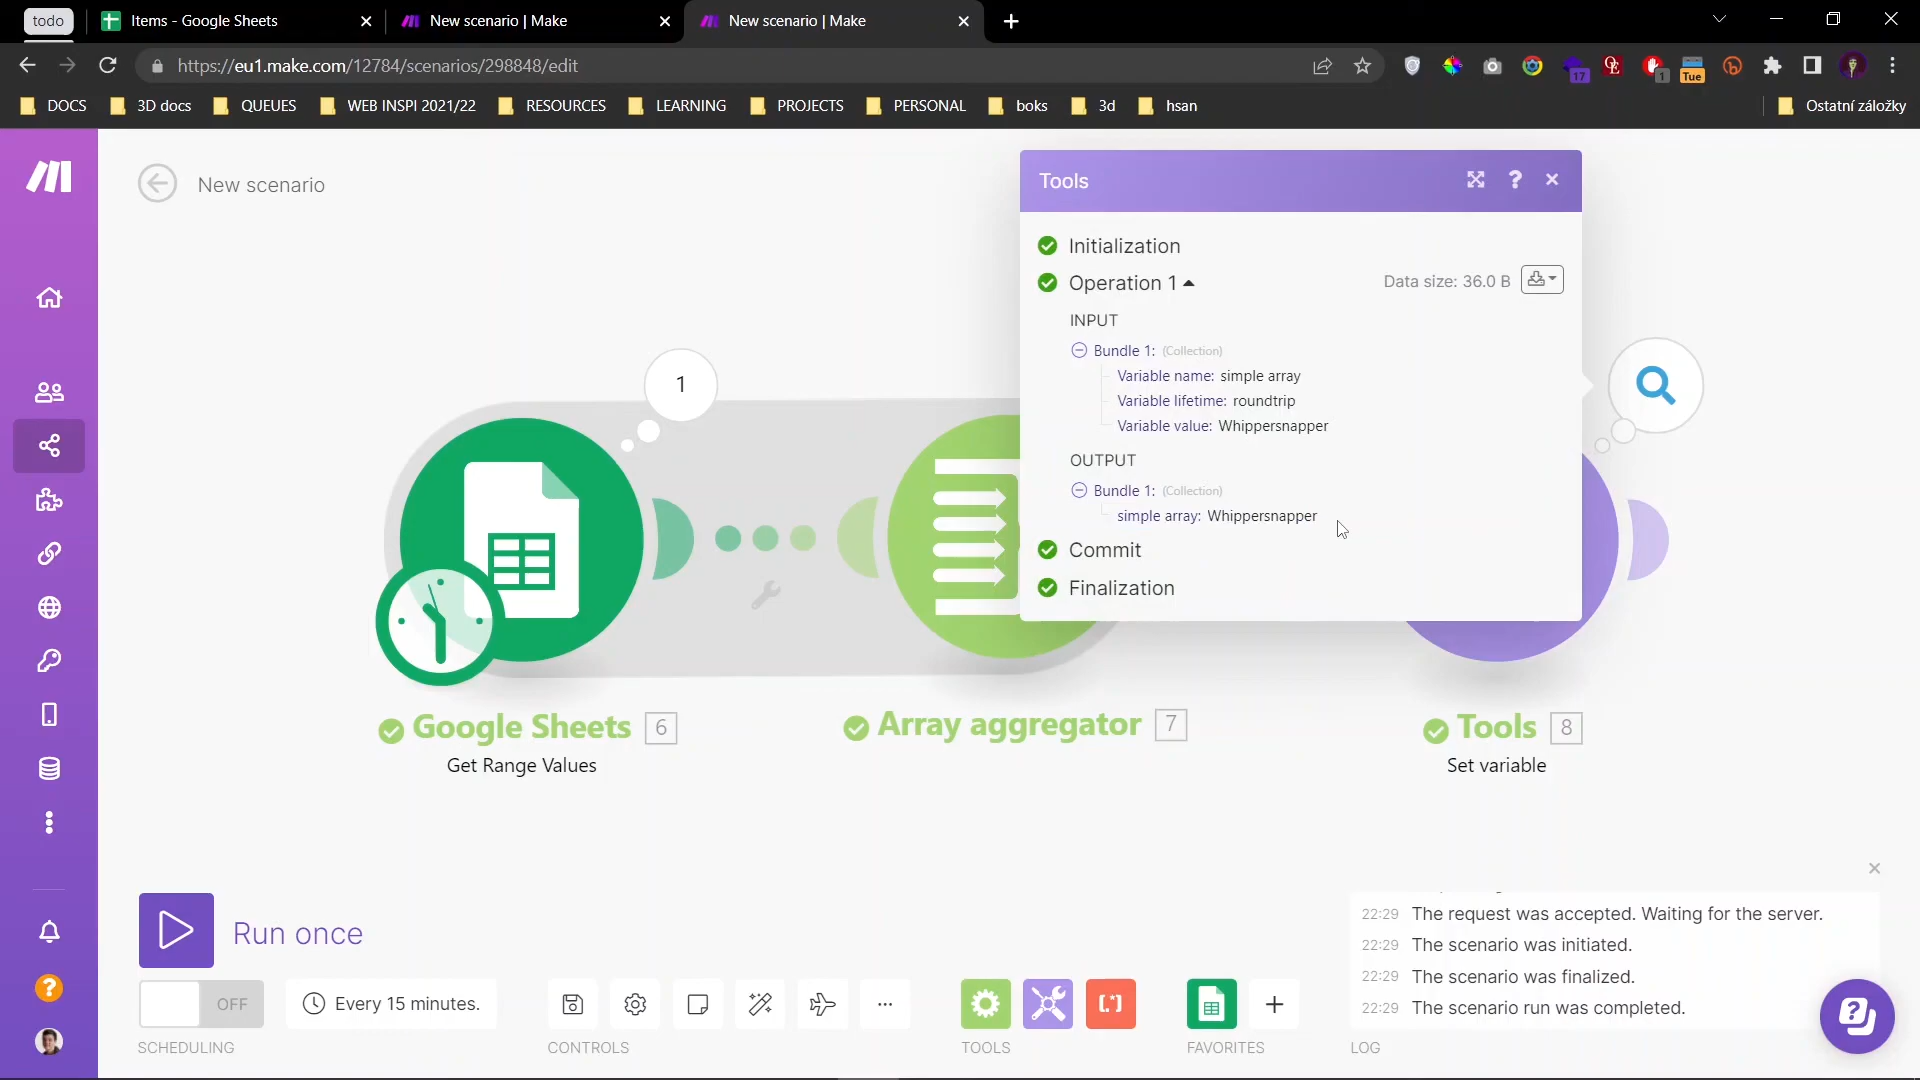 todo
Items - Google Sheets
New scenario | Make
New scenario | Make
https://eu1.make.com/12784/scenarios/298848/edit
17
1
Tue
DOCS
3D docs
QUEUES
WEB INSPI 2021/22
RESOURCES
LEARNING
PROJECTS
PERSONAL
boks
3d
hsan
Ostatní záložky
New scenario
Tools
?
Initialization
Operation 1
Data size: 36.0 B
INPUT
Bundle 1: (Collection)
Variable name: simple array
Variable lifetime: roundtrip
Variable value: Whippersnapper
OUTPUT
Bundle 1: (Collection)
simple array: Whippersnapper
Commit
Finalization
1
Google Sheets 6
Get Range Values
Array aggregator 7
Tools 8
Set variable
Run once
OFF
Every 15 minutes.
SCHEDULING
CONTROLS
[.*]
TOOLS
FAVORITES
22:29 The request was accepted. Waiting for the server.
22:29 The scenario was initiated.
22:29 The scenario was finalized.
22:29 The scenario run was completed.
LOG